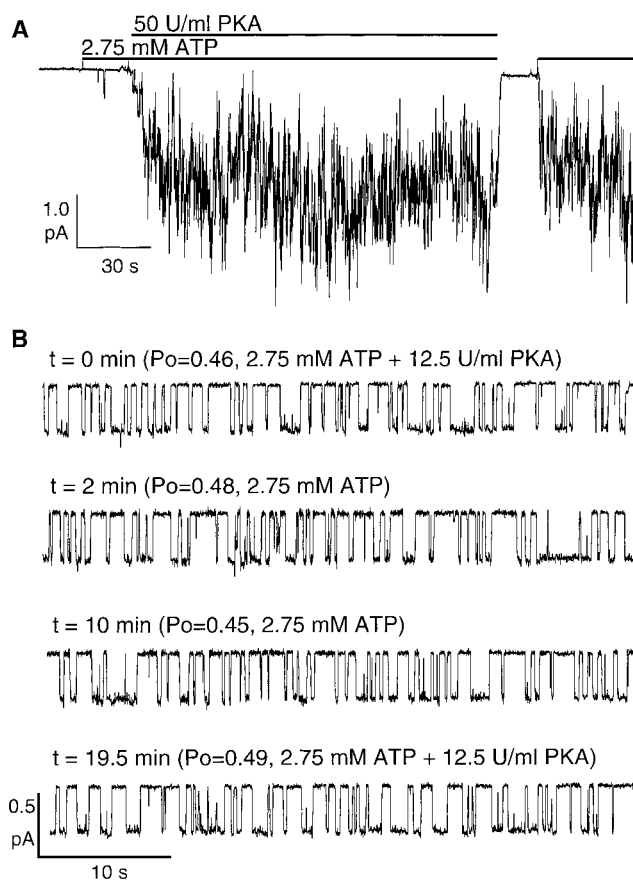 A
50 U/ml PKA
2.75 mM ATP
1.0
pA
30 s
B
t = 0 min (Po=0.46, 2.75 mM ATP + 12.5 U/ml PKA)
t = 2 min (Po=0.48, 2.75 mM ATP)
t = 10 min (Po=0.45, 2.75 mM ATP)
t = 19.5 min (Po=0.49, 2.75 mM ATP + 12.5 U/ml PKA)
0.5
pA
10 s